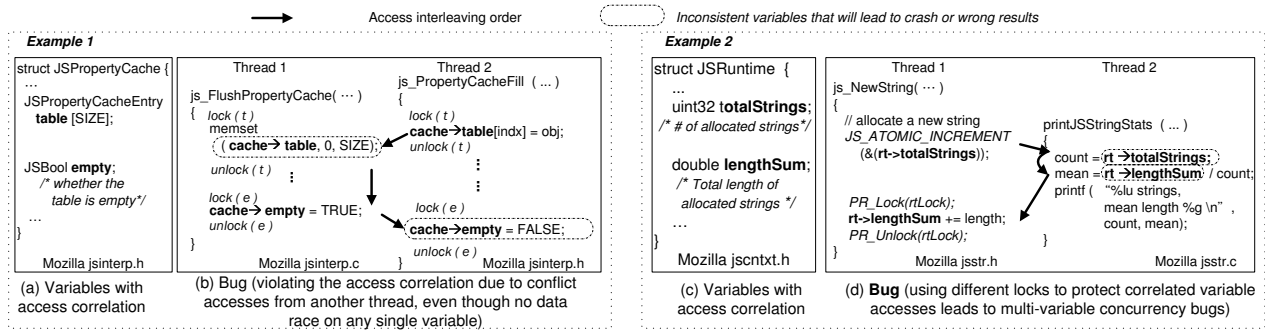 Access interleaving order
Inconsistent variables that will lead to crash or wrong results
Example 1
struct JSPropertyCache {
...
JSPropertyCacheEntry
table [SIZE];
JSBool empty;
/* whether the
table is empty*/
...
}
Mozilla jsinterp.h
(a) Variables with
access correlation
Thread 1
js_FlushPropertyCache( ... )
{ lock ( t )
memset
( cache→ table, 0, SIZE);
unlock ( t )
⋮
lock ( e )
cache→ empty = TRUE;
unlock ( e )
}
Mozilla jsinterp.c
Thread 2
js_PropertyCacheFill ( ... )
{
lock ( t )
cache→table[indx] = obj;
unlock ( t )
⋮
lock ( e )
cache→empty = FALSE;
unlock ( e )
}
Mozilla jsinterp.h
(b) Bug (violating the access correlation due to conflict
accesses from another thread, even though no data
race on any single variable)
Example 2
struct JSRuntime {
...
uint32 totalStrings;
/* # of allocated strings*/
double lengthSum;
/* Total length of
allocated strings */
...
}
Mozilla jscntxt.h
(c) Variables with
access correlation
Thread 1
js_NewString( ... )
{
// allocate a new string
JS_ATOMIC_INCREMENT
(&(rt->totalStrings));
PR_Lock(rtLock);
rt->lengthSum += length;
PR_Unlock(rtLock);
}
Mozilla jsstr.h
Thread 2
printJSStringStats ( ... )
{
count = rt →totalStrings;
mean = rt →lengthSum / count;
printf ( "%lu strings,
mean length %g \n" ,
count, mean);
}
Mozilla jsstr.c
(d) Bug (using different locks to protect correlated variable
accesses leads to multi-variable concurrency bugs)